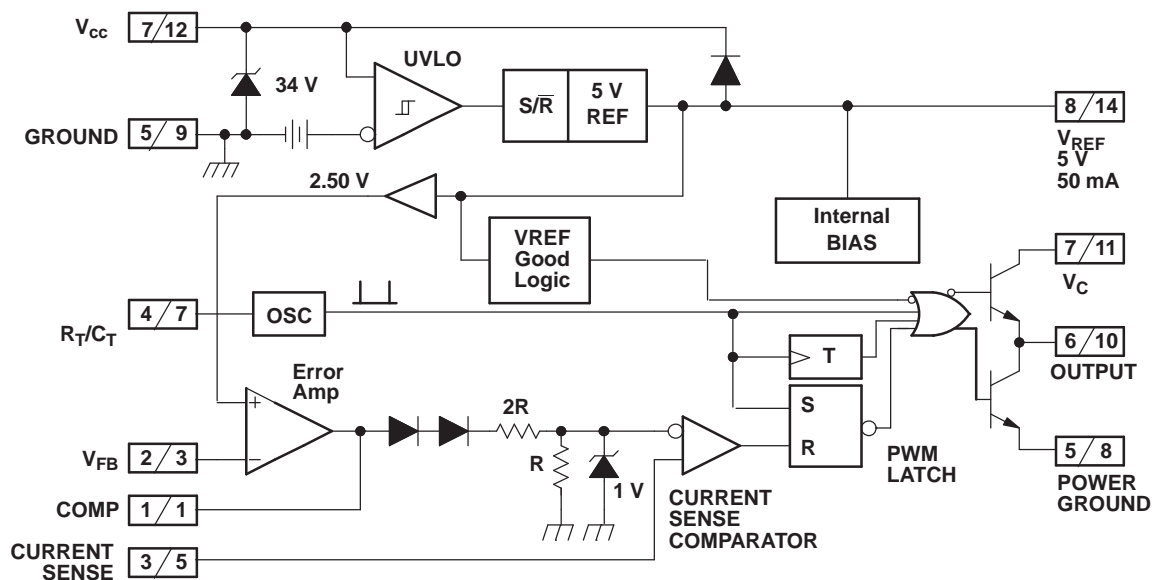 Vcc 7/12
UVLO
34 V
S/R̅
5 V
REF
GROUND 5/9
8/14
VREF
5 V
50 mA
2.50 V
Internal
BIAS
VREF
Good
Logic
7/11
VC
4/7
RT/CT
OSC
T
6/10
OUTPUT
Error
Amp
+
−
2R
S
R
R
1 V
VFB 2/3
PWM
LATCH
5/8
POWER
GROUND
COMP 1/1
CURRENT
SENSE
COMPARATOR
CURRENT
SENSE
3/5